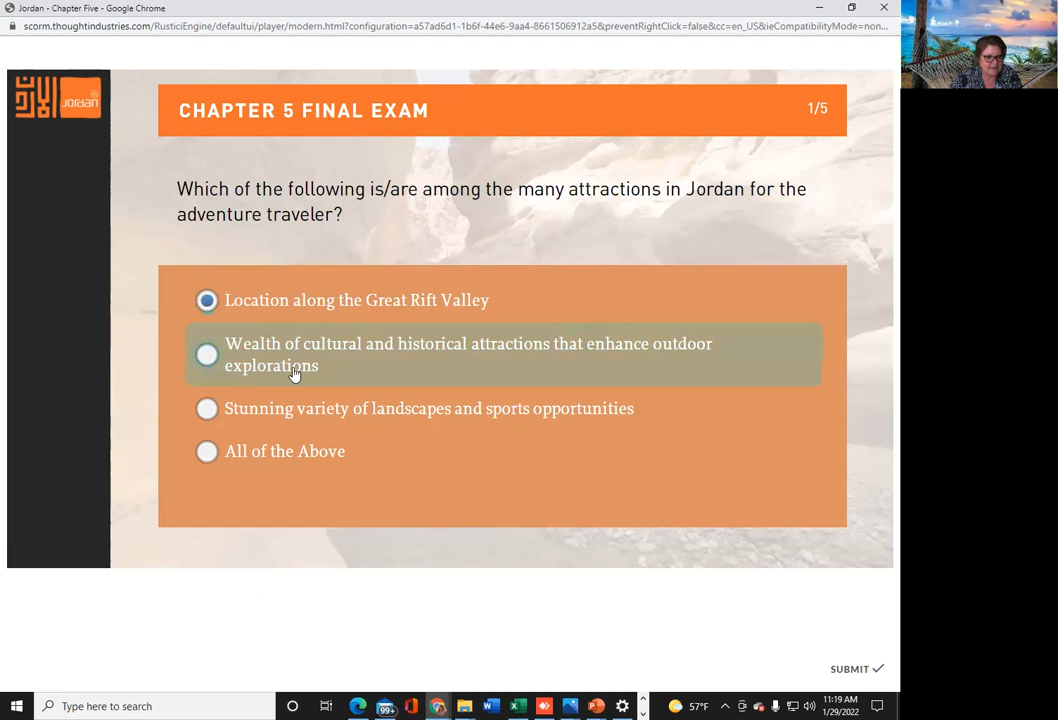 Jordan - Chapter Five - Google Chrome
scorm.thoughtindustries.com/RusticiEngine/defaultui/player/modern.html?configuration=a57ad6d1-1b6f-44e6-9aa4-8661506912a5&preventRightClick=false&cc=en_US&ieCompatibilityMode=non...
الأردن Jordan
CHAPTER 5 FINAL EXAM
1/5
Which of the following is/are among the many attractions in Jordan for the
adventure traveler?
Location along the Great Rift Valley
Wealth of cultural and historical attractions that enhance outdoor
explorations
Stunning variety of landscapes and sports opportunities
All of the Above
SUBMIT
Type here to search
99+
57°F
11:19 AM
1/29/2022